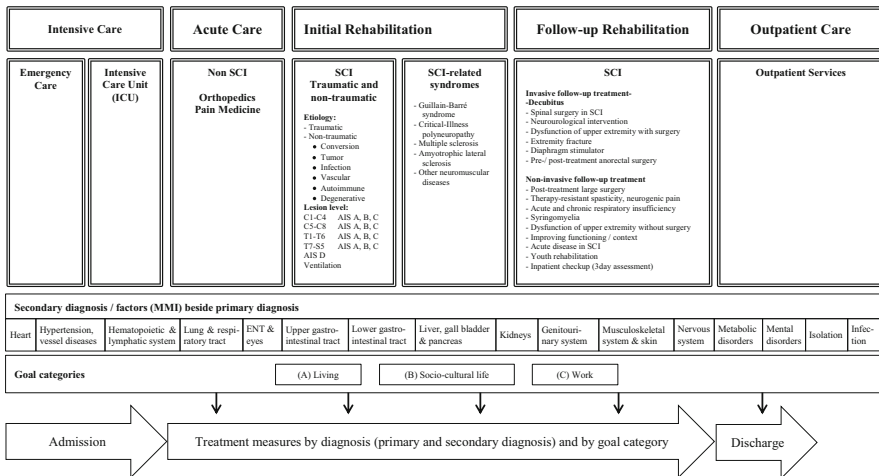 Intensive Care
Acute Care
Initial Rehabilitation
Follow-up Rehabilitation
Outpatient Care
Emergency
Care
Intensive
Care Unit
(ICU)
Non SCI
Orthopedics
Pain Medicine
SCI
Traumatic and
non-traumatic
Etiology:
- Traumatic
- Non-traumatic
● Conversion
● Tumor
● Infection
● Vascular
● Autoimmune
● Degenerative
Lesion level:
C1-C4 AIS A, B, C
C5-C8 AIS A, B, C
T1-T6 AIS A, B, C
T7-S5 AIS A, B, C
AIS D
Ventilation
SCI-related
syndromes
- Guillain-Barré
syndrome
- Critical-Illness
polyneuropathy
- Multiple sclerosis
- Amyotrophic lateral
sclerosis
- Other neuromuscular
diseases
SCI
Invasive follow-up treatment-
-Decubitus
- Spinal surgery in SCI
- Neurourological intervention
- Dysfunction of upper extremity with surgery
- Extremity fracture
- Diaphragm stimulator
- Pre-/ post-treatment anorectal surgery
Non-invasive follow-up treatment
- Post-treatment large surgery
- Therapy-resistant spasticity, neurogenic pain
- Acute and chronic respiratory insufficiency
- Syringomyelia
- Dysfunction of upper extremity without surgery
- Improving functioning / context
- Acute disease in SCI
- Youth rehabilitation
- Inpatient checkup (3day assessment)
Outpatient Services
Secondary diagnosis / factors (MMI) beside primary diagnosis
Heart
Hypertension,
vessel diseases
Hematopoietic &
lymphatic system
Lung & respi-
ratory tract
ENT &
eyes
Upper gastro-
intestinal tract
Lower gastro-
intestinal tract
Liver, gall bladder
& pancreas
Kidneys
Genitouri-
nary system
Musculoskeletal
system & skin
Nervous
system
Metabolic
disorders
Mental
disorders
Isolation
Infec-
tion
Goal categories
(A) Living
(B) Socio-cultural life
(C) Work
Admission
Treatment measures by diagnosis (primary and secondary diagnosis) and by goal category
Discharge